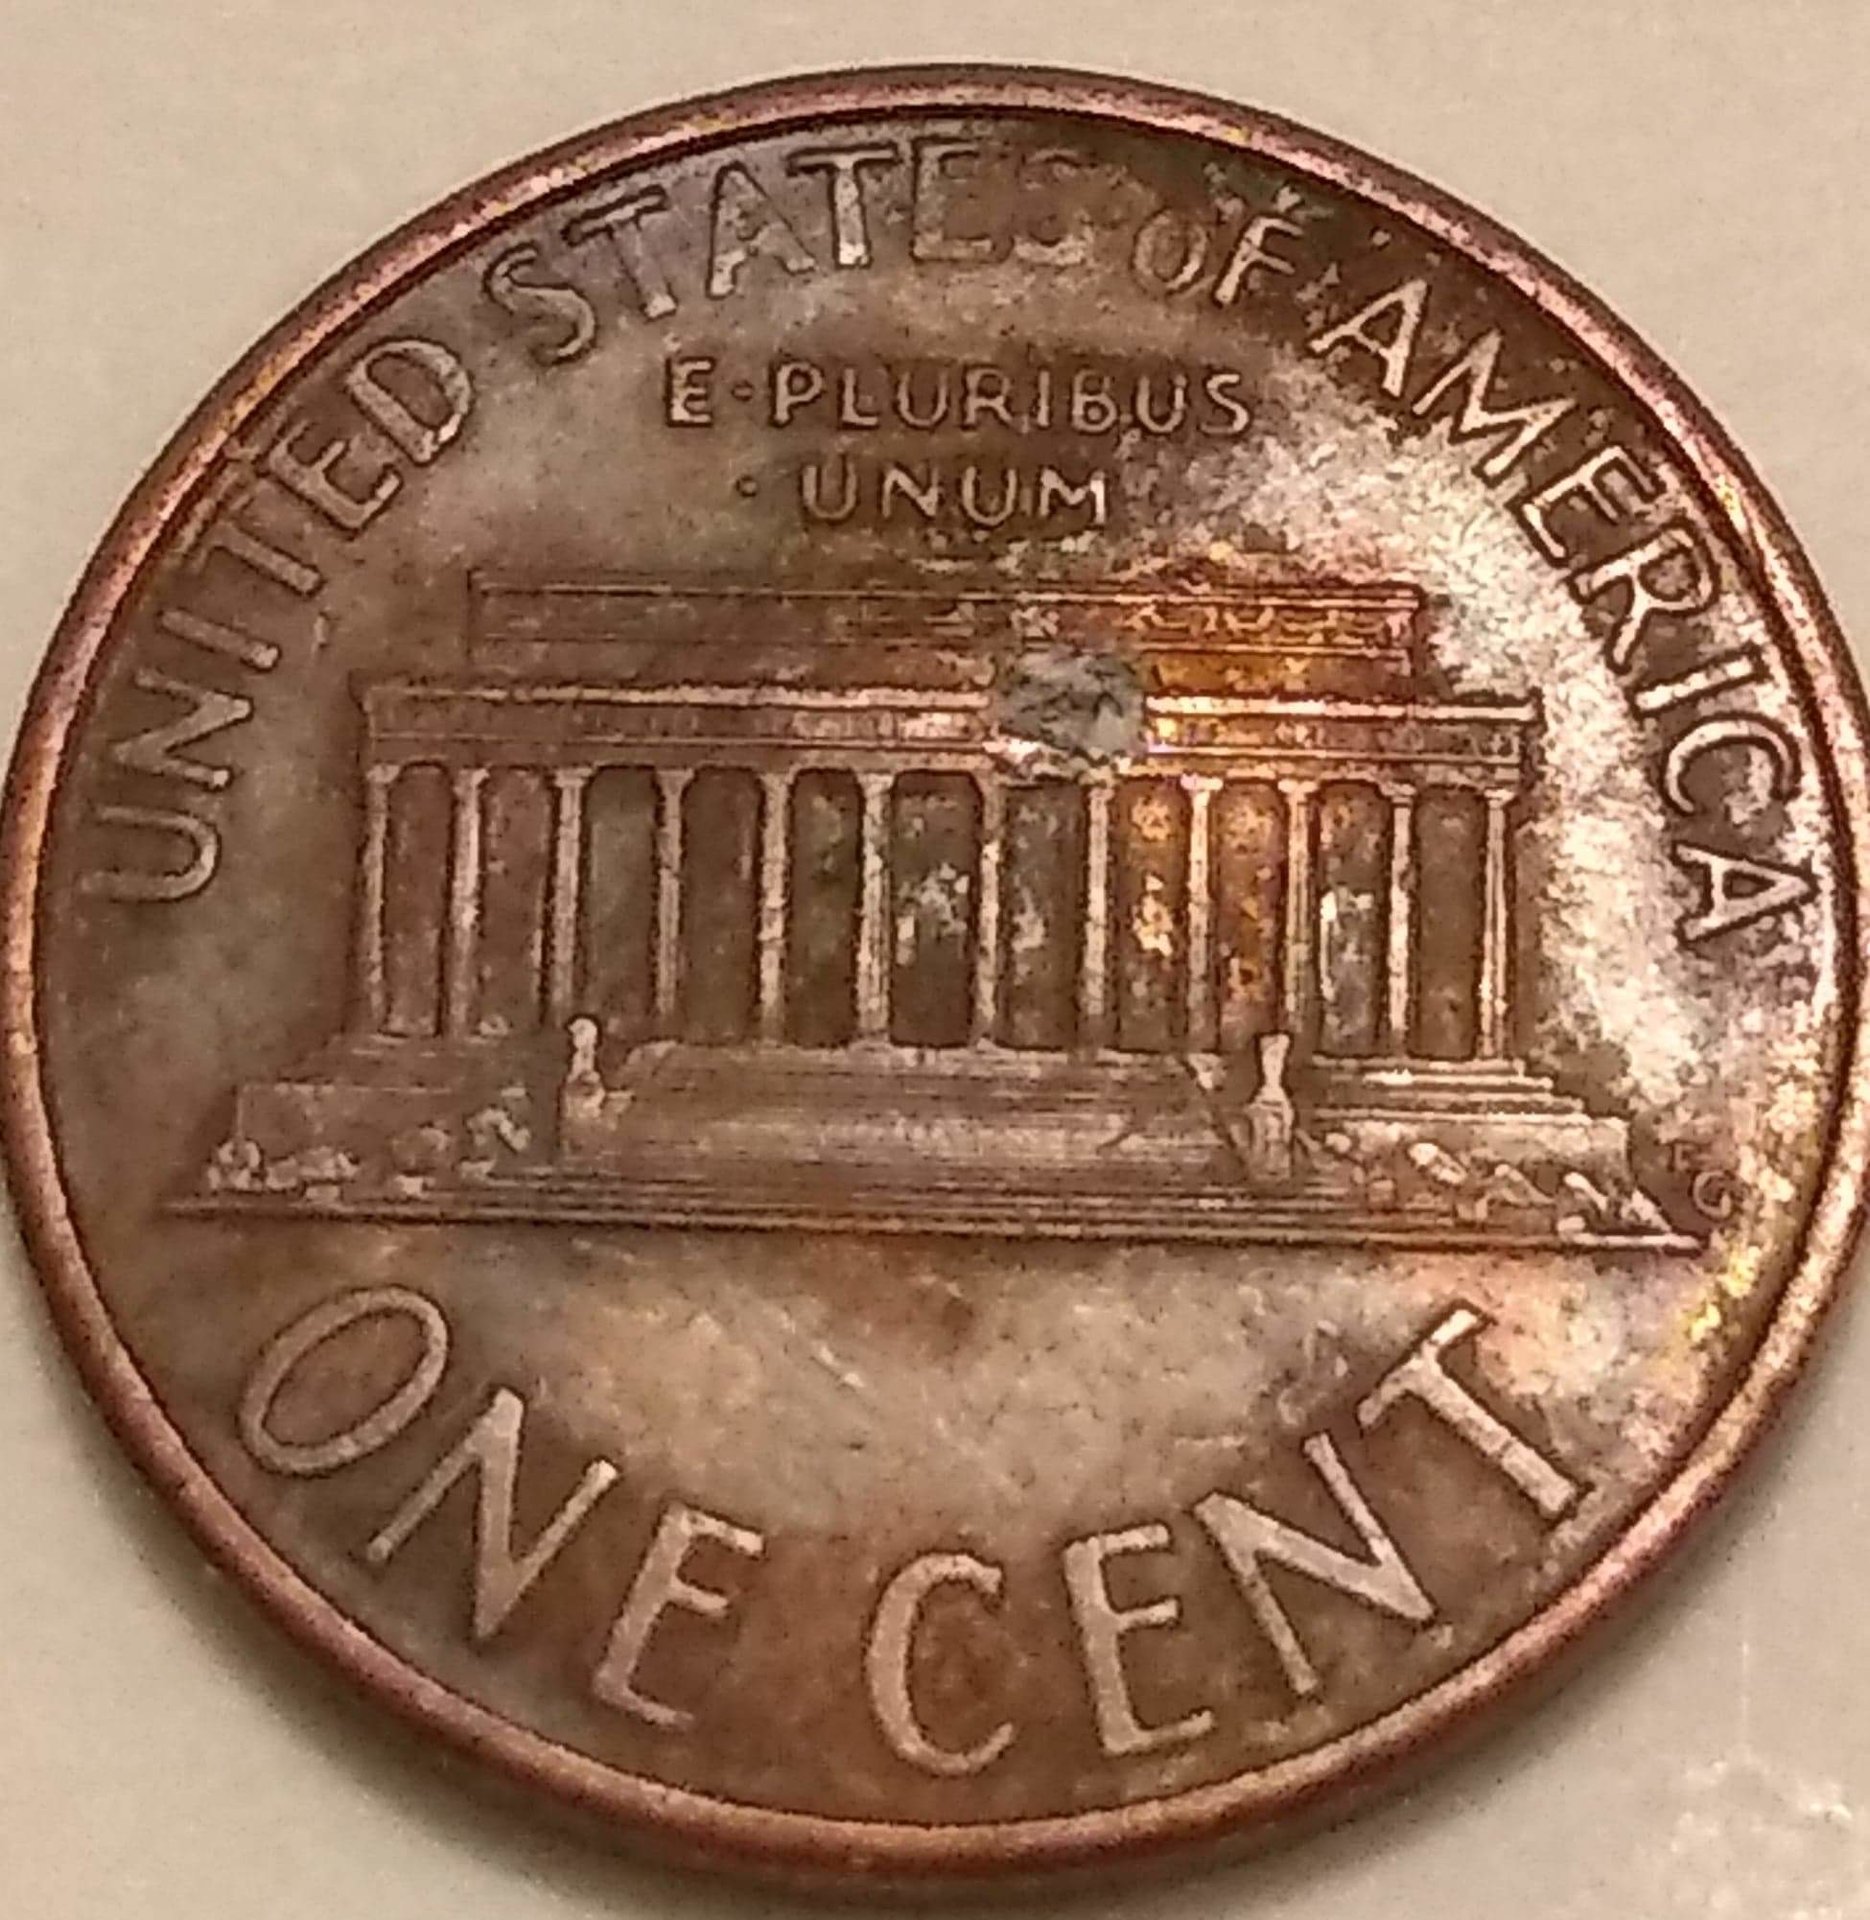 UNITED STATES OF AMERICA
E·PLURIBUS
·UNUM
FG
ONE CENT